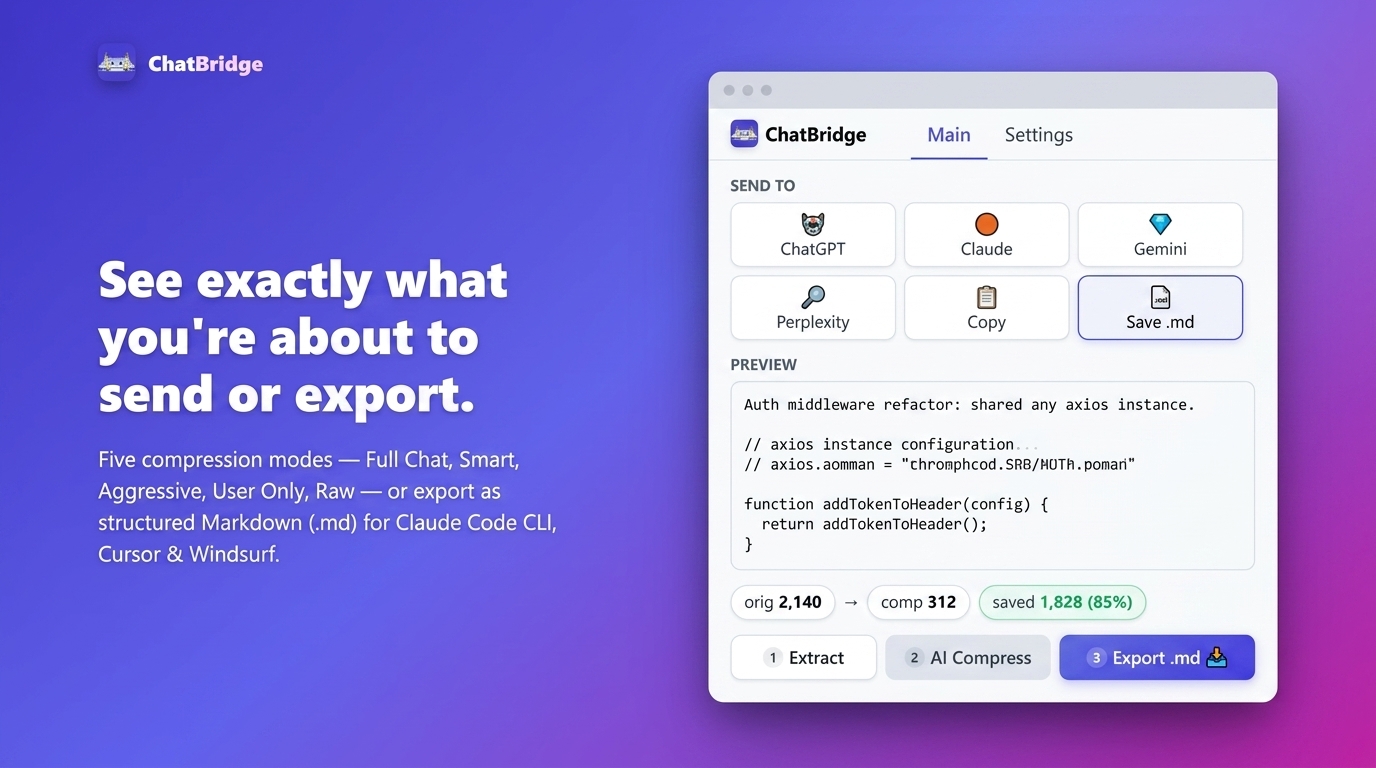 ChatBridge
See exactly what
you're about to
send or export.
Five compression modes — Full Chat, Smart,
Aggressive, User Only, Raw — or export as
structured Markdown (.md) for Claude Code CLI,
Cursor & Windsurf.
ChatBridge
Main
Settings
SEND TO
ChatGPT
Claude
Gemini
Perplexity
Copy
Save .md
PREVIEW
Auth middleware refactor: shared any axios instance.
// axios instance configuration...
// axios.aomman =
function addTokenToHeader(config) {
return addTokenToHeader();
}
orig 2,140 → comp 312 saved 1,828 (85%)
1 Extract
2 AI Compress
3 Export .md